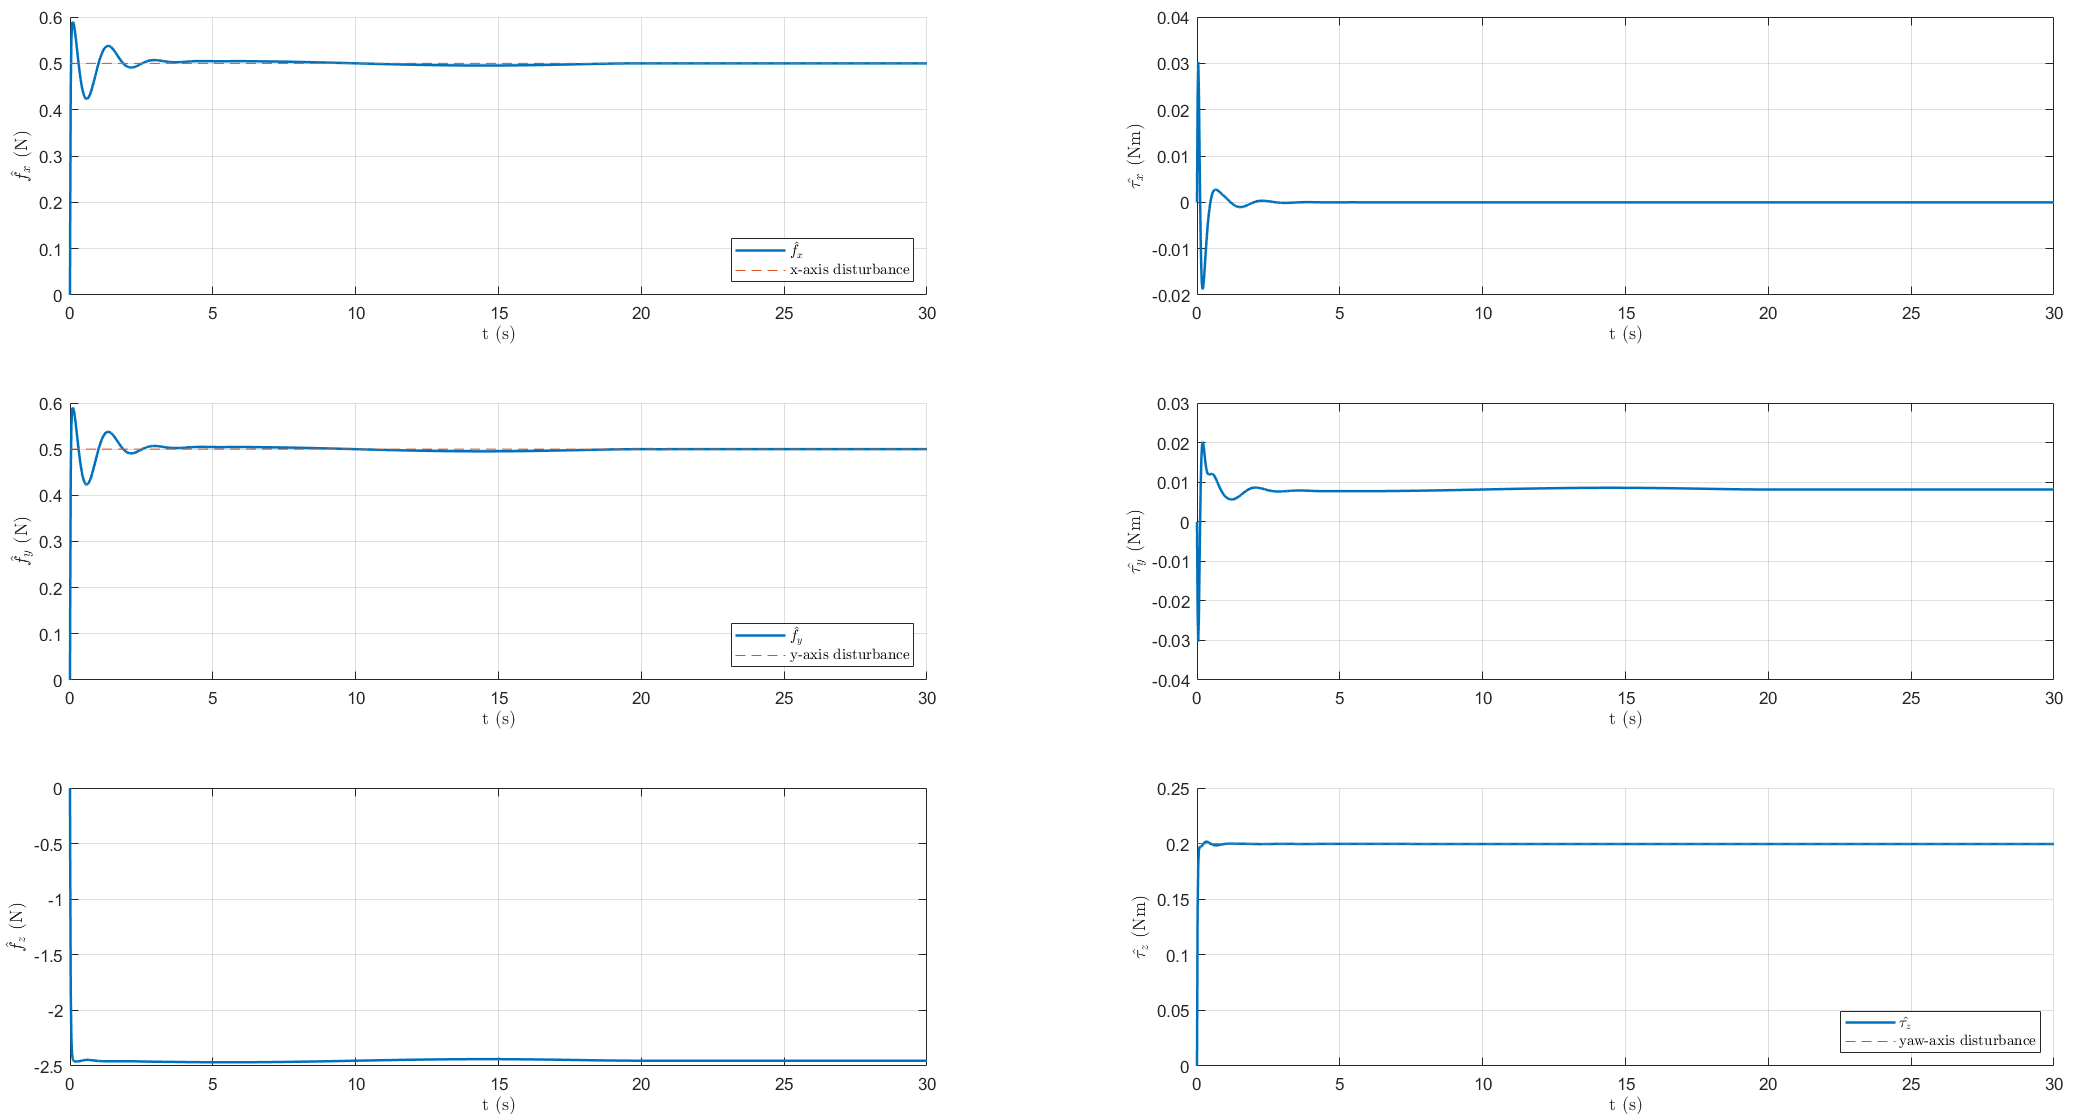 0.6
0.5
0.4
0.3
0.2
0.1
0
f̂x (N)
0 5 10 15 20 25 30
t (s)
f̂x
x-axis disturbance
0.04
0.03
0.02
0.01
0
-0.01
-0.02
τ̂x (Nm)
0 5 10 15 20 25 30
t (s)
0.6
0.5
0.4
0.3
0.2
0.1
0
f̂y (N)
0 5 10 15 20 25 30
t (s)
f̂y
y-axis disturbance
0.03
0.02
0.01
0
-0.01
-0.02
-0.03
-0.04
τ̂y (Nm)
0 5 10 15 20 25 30
t (s)
0
-0.5
-1
-1.5
-2
-2.5
f̂z (N)
0 5 10 15 20 25 30
t (s)
0.25
0.2
0.15
0.1
0.05
0
τ̂z (Nm)
0 5 10 15 20 25 30
t (s)
τ̂z
yaw-axis disturbance